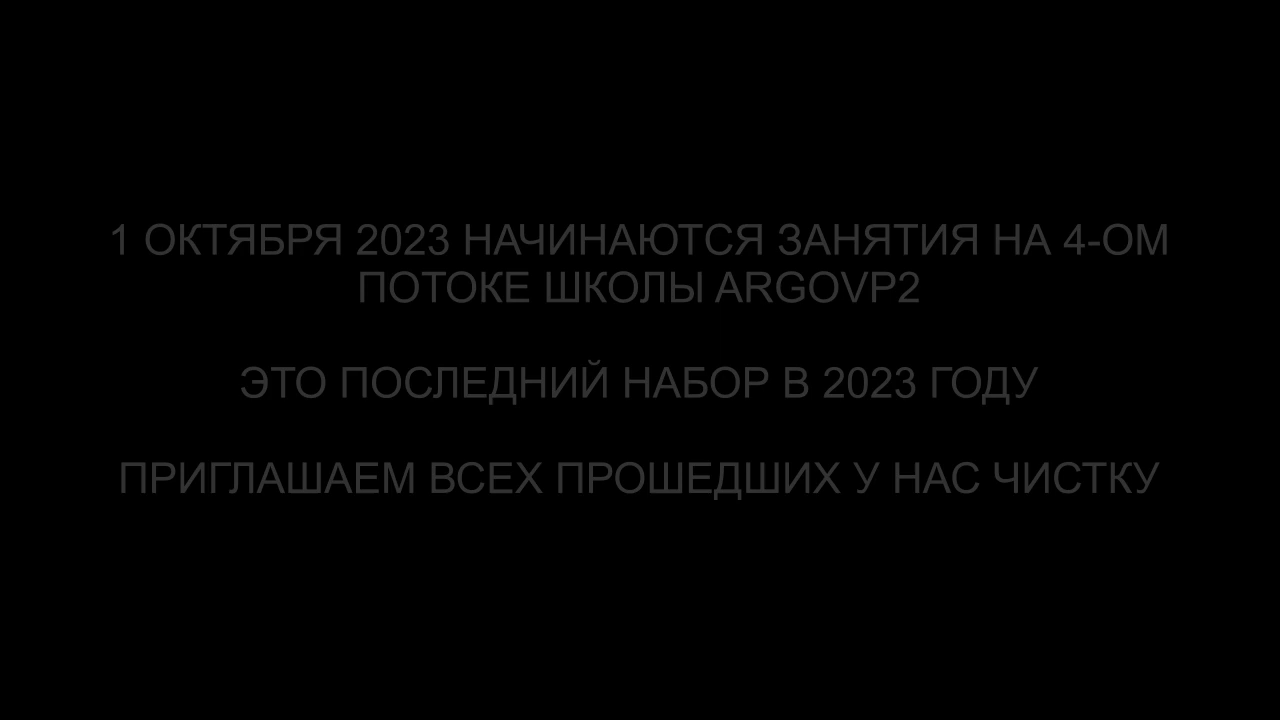 1 ОКТЯБРЯ 2023 НАЧИНАЮТСЯ ЗАНЯТИЯ НА 4-ОМ
ПОТОКЕ ШКОЛЫ ARGOVP2
ЭТО ПОСЛЕДНИЙ НАБОР В 2023 ГОДУ
ПРИГЛАШАЕМ ВСЕХ ПРОШЕДШИХ У НАС ЧИСТКУ